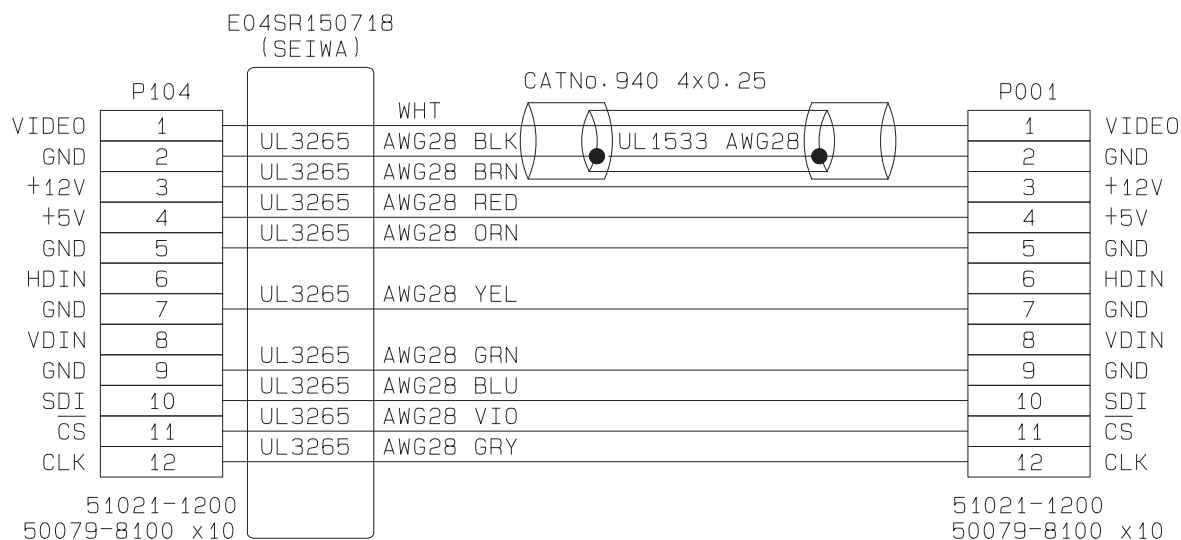 E04SR150718
(SEIWA)
CATNo.940 4x0.25
P104
P001
WHT
VIDEO 1 1 VIDEO
UL3265 AWG28 BLK UL1533 AWG28
GND 2 2 GND
UL3265 AWG28 BRN
+12V 3 3 +12V
UL3265 AWG28 RED
+5V 4 4 +5V
UL3265 AWG28 ORN
GND 5 5 GND
HDIN 6 6 HDIN
UL3265 AWG28 YEL
GND 7 7 GND
VDIN 8 8 VDIN
UL3265 AWG28 GRN
GND 9 9 GND
UL3265 AWG28 BLU
SDI 10 10 SDI
UL3265 AWG28 VIO
CS 11 11 CS
UL3265 AWG28 GRY
CLK 12 12 CLK
51021-1200 51021-1200
50079-8100 x10 50079-8100 x10